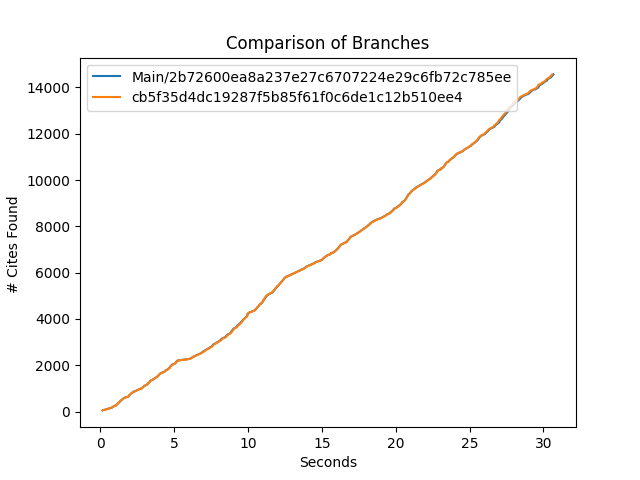 Comparison of Branches
Main/2b72600ea8a237e27c6707224e29c6fb72c785ee
cb5f35d4dc19287f5b85f61f0c6de1c12b510ee4
14000
12000
10000
8000
6000
4000
2000
0
# Cites Found
0 5 10 15 20 25 30
Seconds